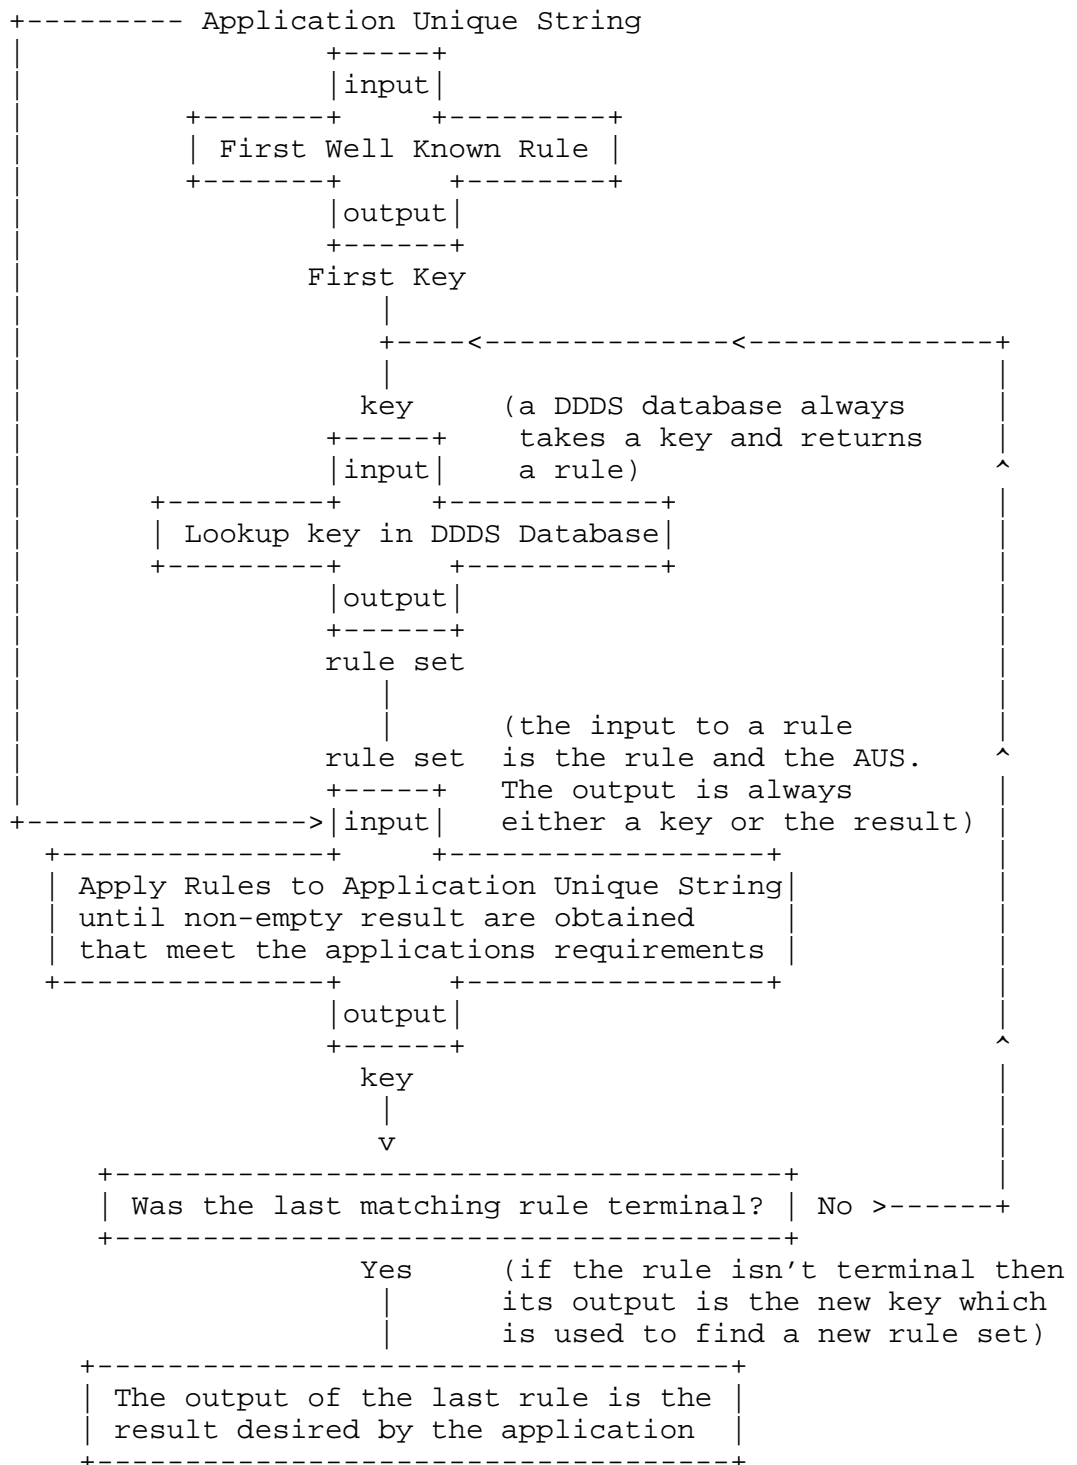 Application Unique String
input
First Well Known Rule
output
First Key
key (a DDDS database always
takes a key and returns
input a rule)
Lookup key in DDDS Database
output
rule set
(the input to a rule
rule set is the rule and the AUS.
The output is always
input either a key or the result)
Apply Rules to Application Unique String
until non-empty result are obtained
that meet the applications requirements
output
key
v
Was the last matching rule terminal? No >
Yes (if the rule isn't terminal then
its output is the new key which
is used to find a new rule set)
The output of the last rule is the
result desired by the application